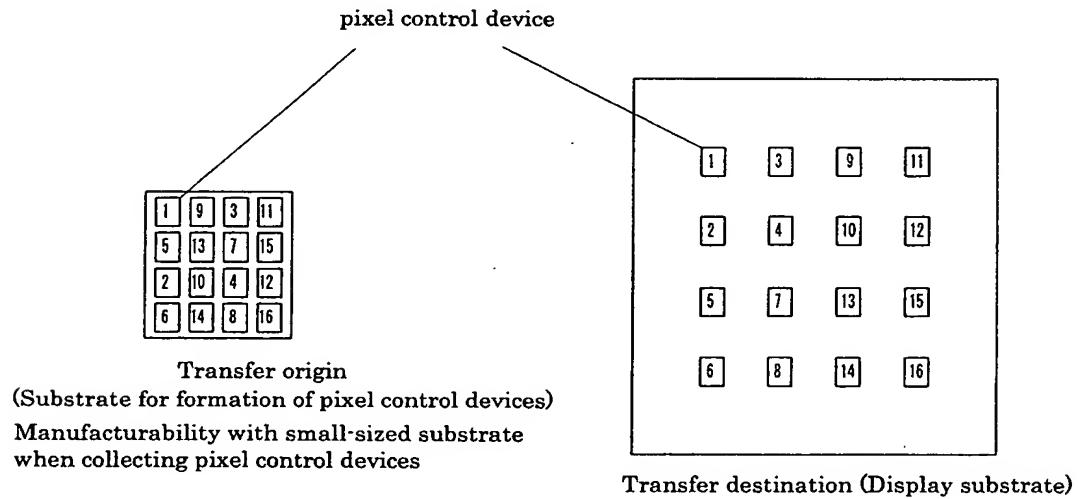 pixel control device
1 9 3 11
5 13 7 15
2 10 4 12
6 14 8 16
Transfer origin
(Substrate for formation of pixel control devices)
Manufacturability with small-sized substrate
when collecting pixel control devices
1 3 9 11
2 4 10 12
5 7 13 15
6 8 14 16
Transfer destination (Display substrate)